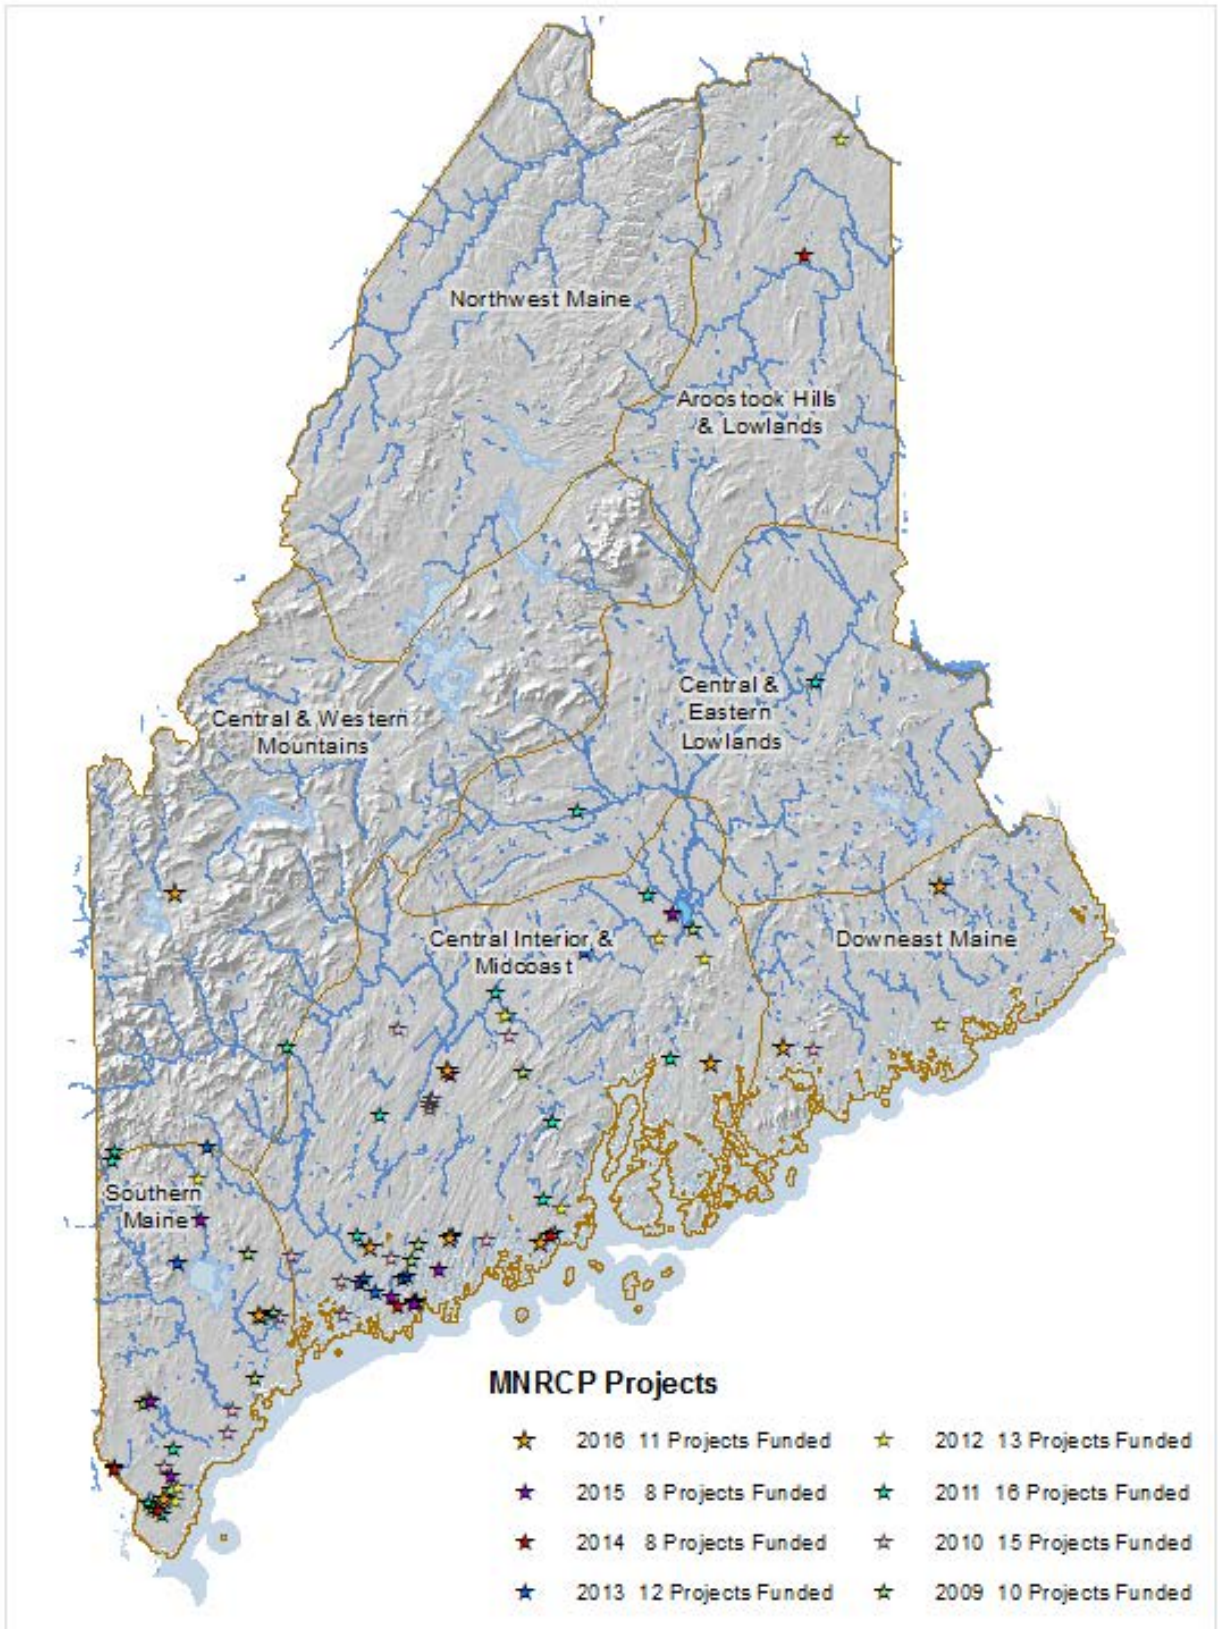 Northwest Maine
Aroostook Hills
& Lowlands
Central &
Eastern
Lowlands
Central & Western
Mountains
Central Interior &
Midcoast
Downeast Maine
Southern
Maine
MNRCP Projects
2016 11 Projects Funded
2015 8 Projects Funded
2014 8 Projects Funded
2013 12 Projects Funded
2012 13 Projects Funded
2011 16 Projects Funded
2010 15 Projects Funded
2009 10 Projects Funded